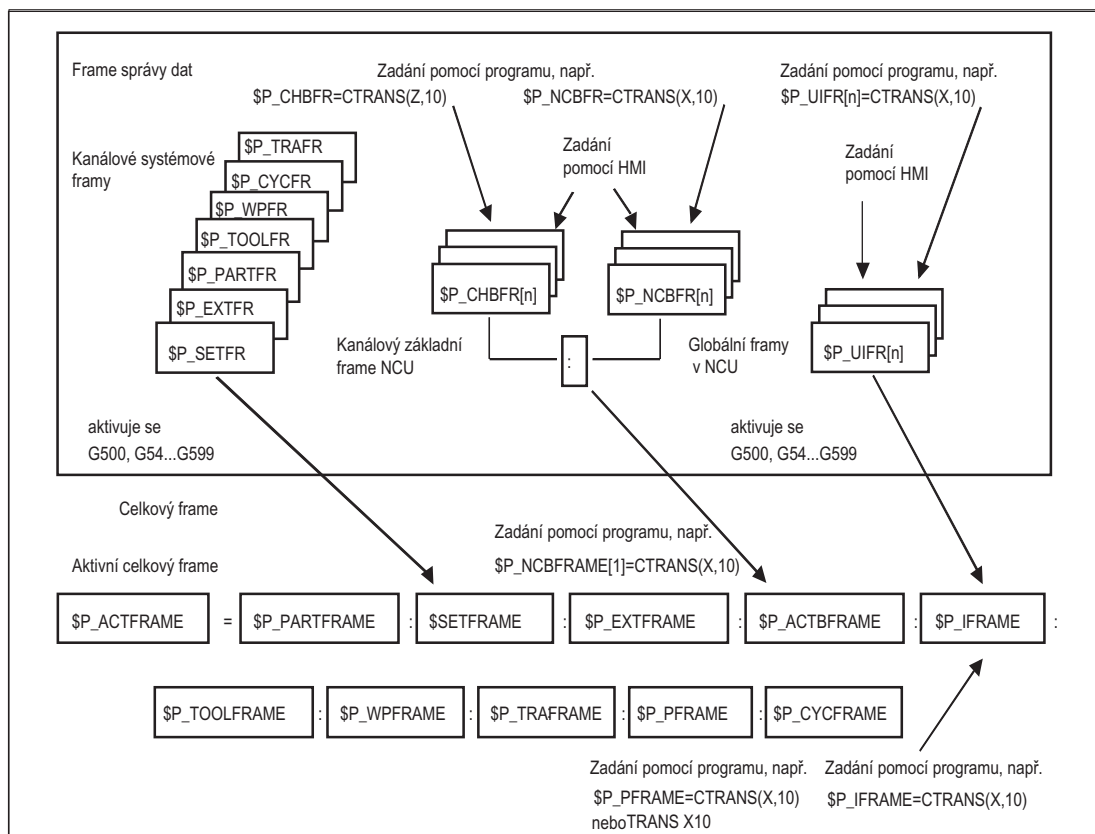 Frame správy dat
Zadání pomocí programu, např.
$P_CHBFR=CTRANS(Z,10)
$P_NCBFR=CTRANS(X,10)
Zadání pomocí programu, např.
$P_UIFR[n]=CTRANS(X,10)
Kanálové systémové
framy
$P_TRAFR
$P_CYCFR
$P_WPFR
$P_TOOLFR
$P_PARTFR
$P_EXTFR
$P_SETFR
Zadání
pomocí HMI
Zadání
pomocí HMI
$P_CHBFR[n]
$P_NCBFR[n]
$P_UIFR[n]
Kanálový základní
frame NCU
:
Globální framy
v NCU
aktivuje se
G500, G54...G599
aktivuje se
G500, G54...G599
Celkový frame
Zadání pomocí programu, např.
$P_NCBFRAME[1]=CTRANS(X,10)
Aktivní celkový frame
$P_ACTFRAME = $P_PARTFRAME : $SETFRAME : $P_EXTFRAME : $P_ACTBFRAME : $P_IFRAME :
$P_TOOLFRAME : $P_WPFRAME : $P_TRAFRAME : $P_PFRAME : $P_CYCFRAME
Zadání pomocí programu, např.
$P_PFRAME=CTRANS(X,10)
neboTRANS X10
Zadání pomocí programu, např.
$P_IFRAME=CTRANS(X,10)